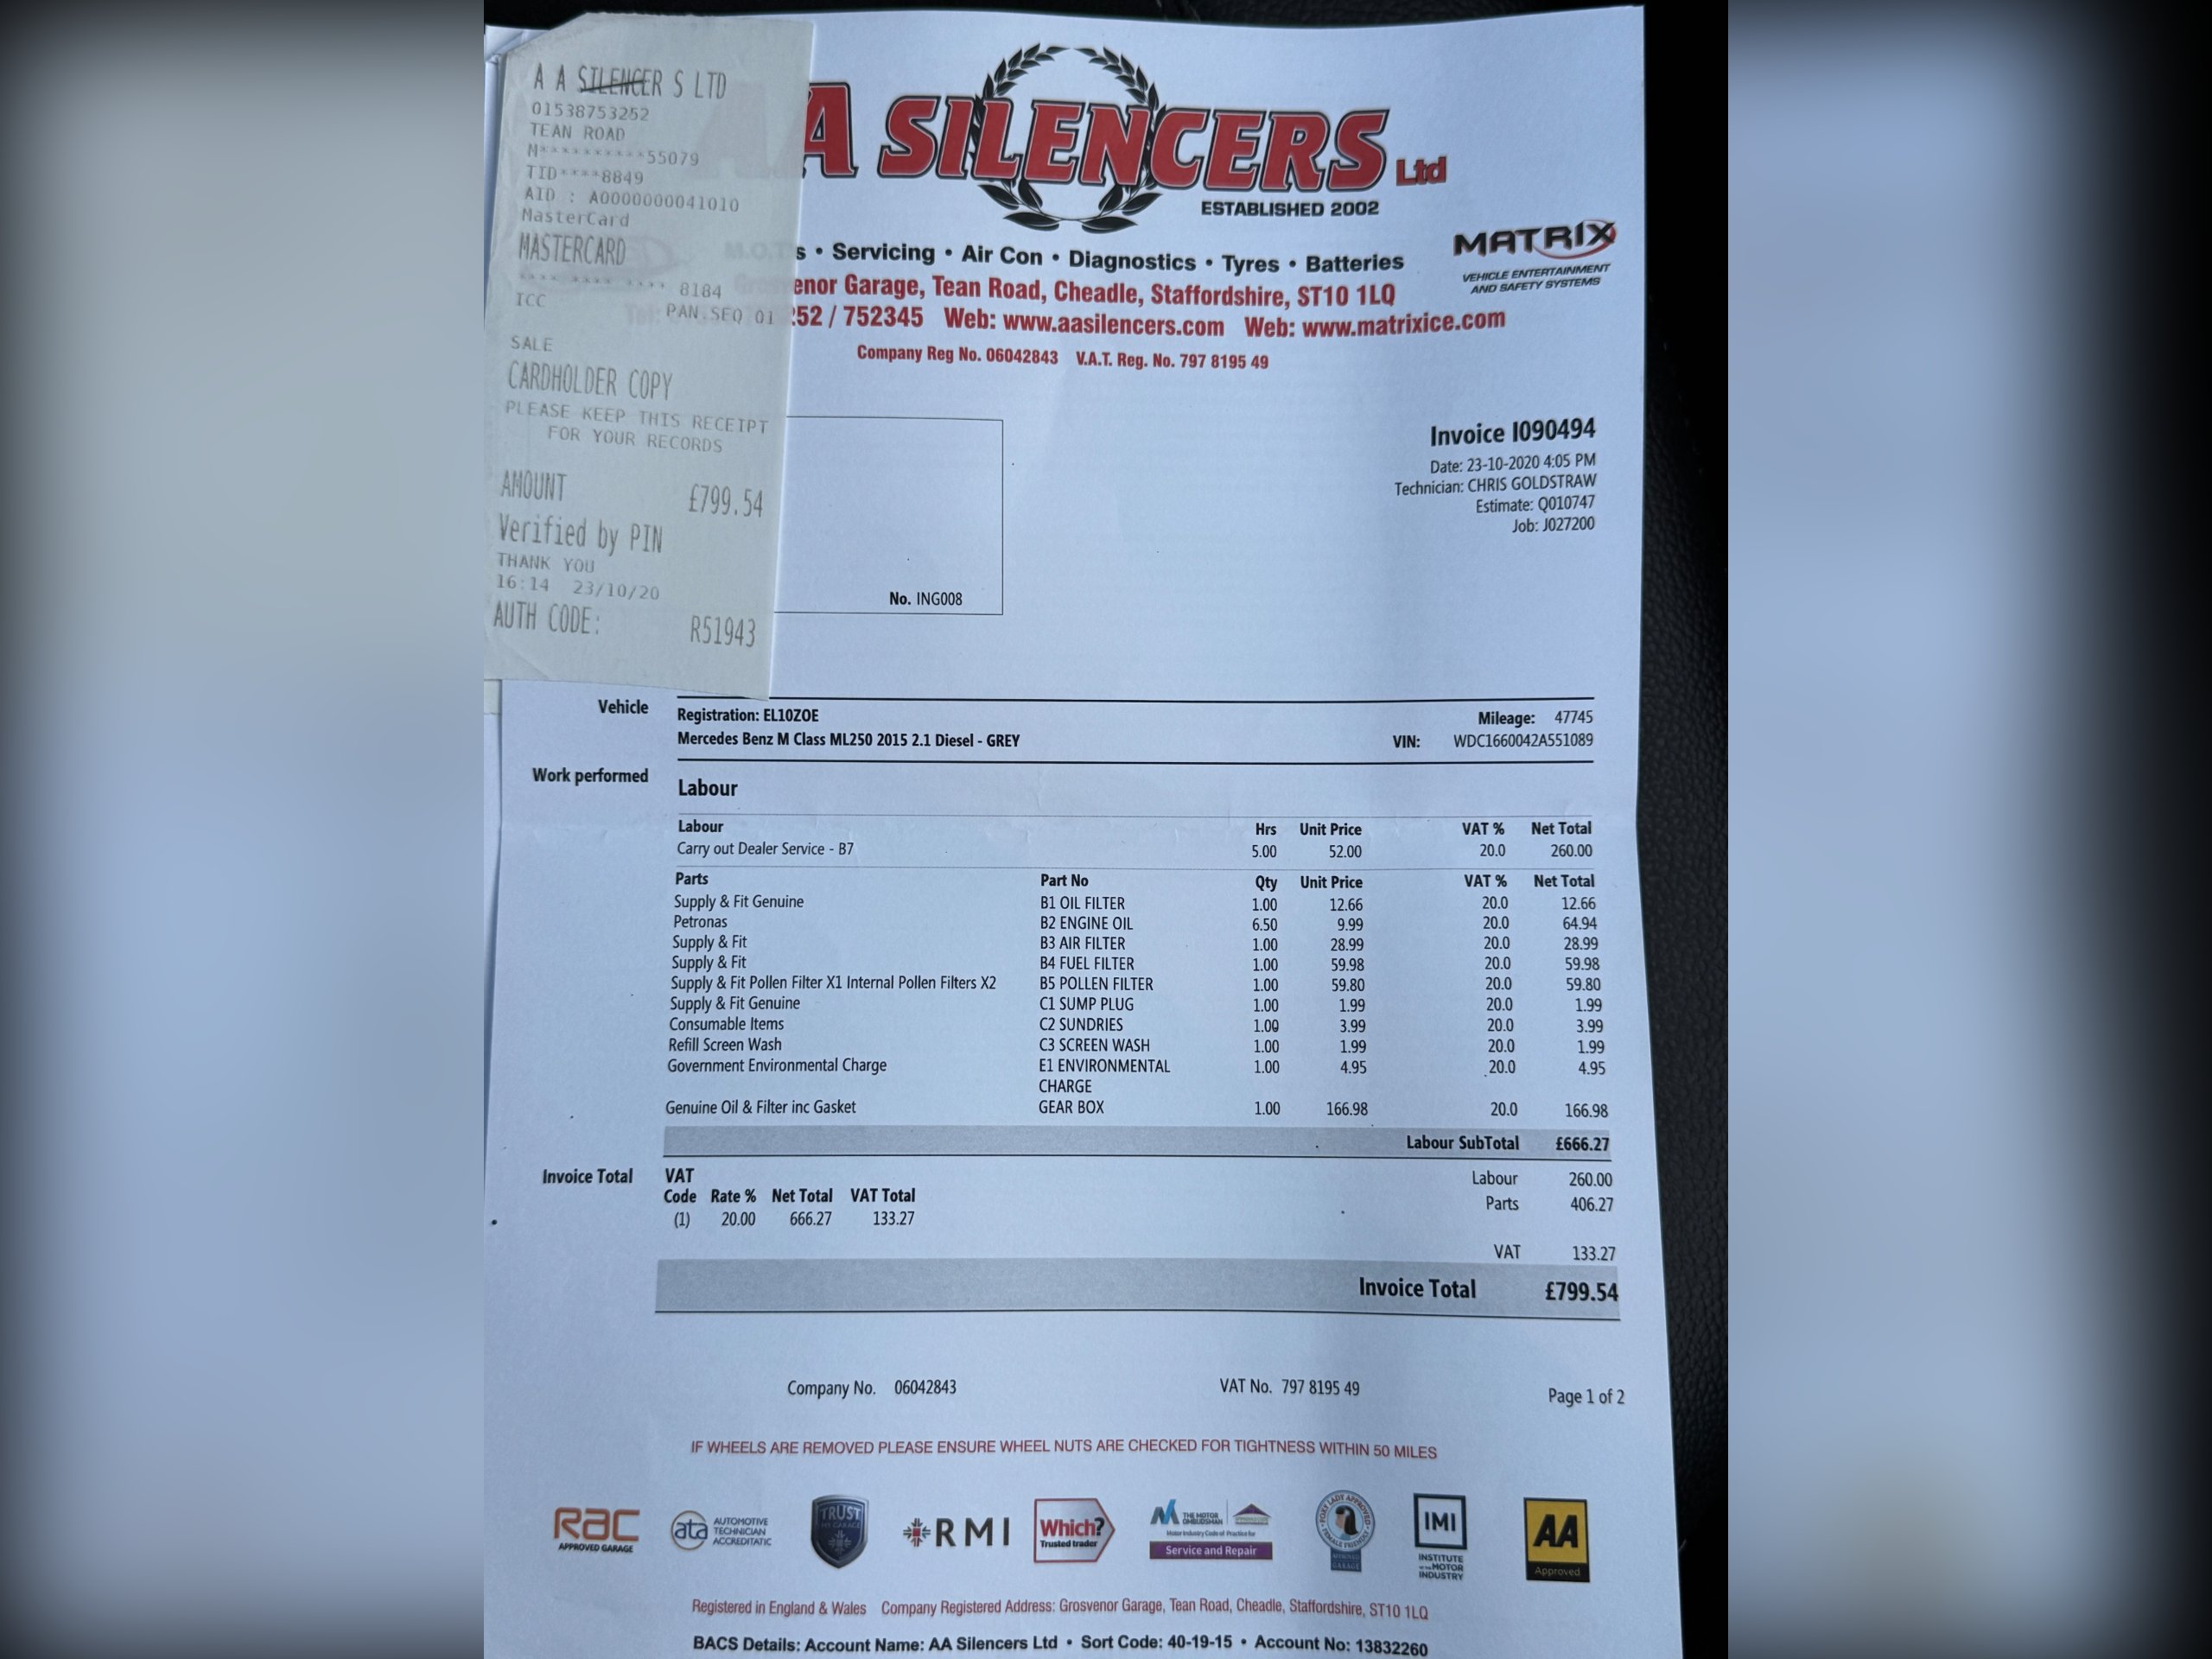 A A SILENCER S LTD
01538753252
TEAN ROAD
M**********55079
TID****8849
AID : A0000000041010
MasterCard
MASTERCARD
**** **** **** 8184
ICC PAN.SEQ 01
SALE
CARDHOLDER COPY
PLEASE KEEP THIS RECEIPT
FOR YOUR RECORDS
AMOUNT £799.54
Verified by PIN
THANK YOU
16:14 23/10/20
AUTH CODE: R51943
AA SILENCERS Ltd
ESTABLISHED 2002
M.O.T's • Servicing • Air Con • Diagnostics • Tyres • Batteries
MATRIX
VEHICLE ENTERTAINMENT
AND SAFETY SYSTEMS
Grosvenor Garage, Tean Road, Cheadle, Staffordshire, ST10 1LQ
Tel: 252 / 752345 Web: www.aasilencers.com Web: www.matrixice.com
Company Reg No. 06042843 V.A.T. Reg. No. 797 8195 49
Invoice I090494
Date: 23-10-2020 4:05 PM
Technician: CHRIS GOLDSTRAW
Estimate: Q010747
Job: J027200
No. ING008
Vehicle Registration: EL10ZOE Mileage: 47745
Mercedes Benz M Class ML250 2015 2.1 Diesel - GREY VIN: WDC1660042A551089
Work performed
Labour
Labour Hrs Unit Price VAT % Net Total
Carry out Dealer Service - B7 5.00 52.00 20.0 260.00
Parts Part No Qty Unit Price VAT % Net Total
Supply & Fit Genuine B1 OIL FILTER 1.00 12.66 20.0 12.66
Petronas B2 ENGINE OIL 6.50 9.99 20.0 64.94
Supply & Fit B3 AIR FILTER 1.00 28.99 20.0 28.99
Supply & Fit B4 FUEL FILTER 1.00 59.98 20.0 59.98
Supply & Fit Pollen Filter X1 Internal Pollen Filters X2 B5 POLLEN FILTER 1.00 59.80 20.0 59.80
Supply & Fit Genuine C1 SUMP PLUG 1.00 1.99 20.0 1.99
Consumable Items C2 SUNDRIES 1.00 3.99 20.0 3.99
Refill Screen Wash C3 SCREEN WASH 1.00 1.99 20.0 1.99
Government Environmental Charge E1 ENVIRONMENTAL 1.00 4.95 20.0 4.95
CHARGE
Genuine Oil & Filter inc Gasket GEAR BOX 1.00 166.98 20.0 166.98
Labour SubTotal £666.27
Invoice Total VAT Labour 260.00
Code Rate % Net Total VAT Total Parts 406.27
(1) 20.00 666.27 133.27
VAT 133.27
Invoice Total £799.54
Company No. 06042843 VAT No. 797 8195 49 Page 1 of 2
IF WHEELS ARE REMOVED PLEASE ENSURE WHEEL NUTS ARE CHECKED FOR TIGHTNESS WITHIN 50 MILES
RAC
APPROVED GARAGE
ata AUTOMOTIVE
TECHNICIAN
ACCREDITATIC
TRUST
MY GARAGE
RMI
Which?
Trusted trader
THE MOTOR
OMBUDSMAN
Motor Industry Code of Practice for
Service and Repair
FOXY LADY APPROVED
FEMALE FRIENDLY
IMI
INSTITUTE
OF THE MOTOR
INDUSTRY
AA
Approved
Registered in England & Wales Company Registered Address: Grosvenor Garage, Tean Road, Cheadle, Staffordshire, ST10 1LQ
BACS Details: Account Name: AA Silencers Ltd • Sort Code: 40-19-15 • Account No: 13832260